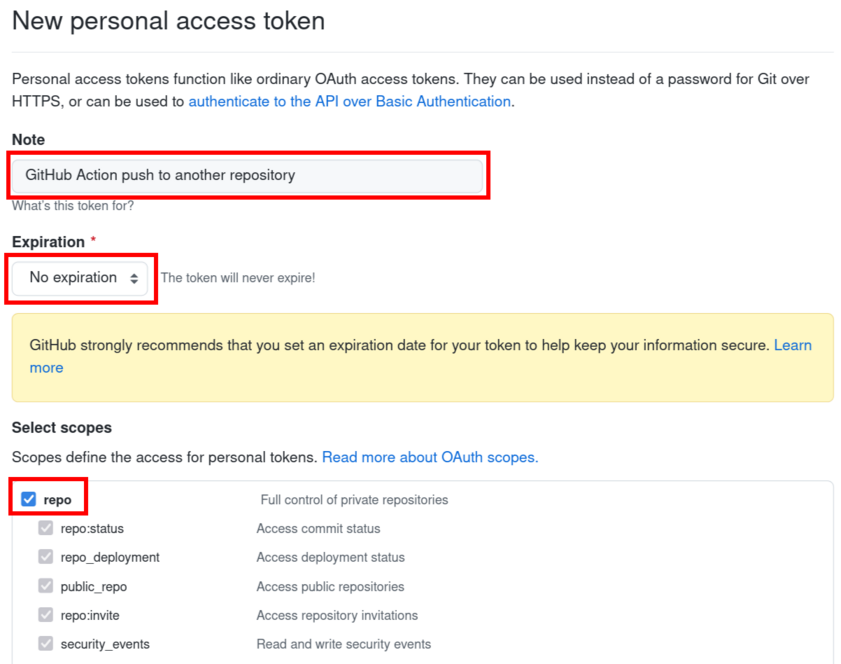 New personal access token
Personal access tokens function like ordinary OAuth access tokens. They can be used instead of a password for Git over
HTTPS, or can be used to authenticate to the API over Basic Authentication.
Note
GitHub Action push to another repository
What's this token for?
Expiration *
No expiration The token will never expire!
GitHub strongly recommends that you set an expiration date for your token to help keep your information secure. Learn
more
Select scopes
Scopes define the access for personal tokens. Read more about OAuth scopes.
repo Full control of private repositories
repo:status Access commit status
repo_deployment Access deployment status
public_repo Access public repositories
repo:invite Access repository invitations
security_events Read and write security events